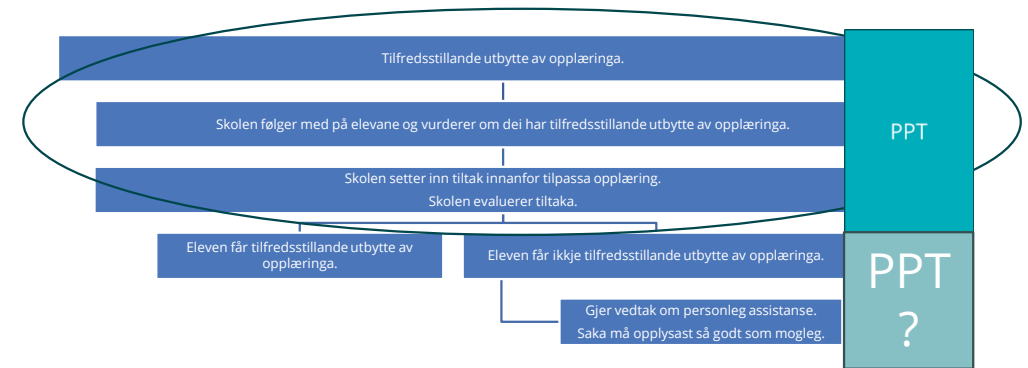 Tilfredsstillande utbytte av opplæringa.
Skolen følger med på elevane og vurderer om dei har tilfredsstillande utbytte av opplæringa.
PPT
Skolen setter inn tiltak innanfor tilpassa opplæring.
Skolen evaluerer tiltaka.
Eleven får tilfredsstillande utbytte av
opplæringa.
Eleven får ikkje tilfredsstillande utbytte av opplæringa.
PPT
?
Gjer vedtak om personleg assistanse.
Saka må opplysast så godt som mogleg.